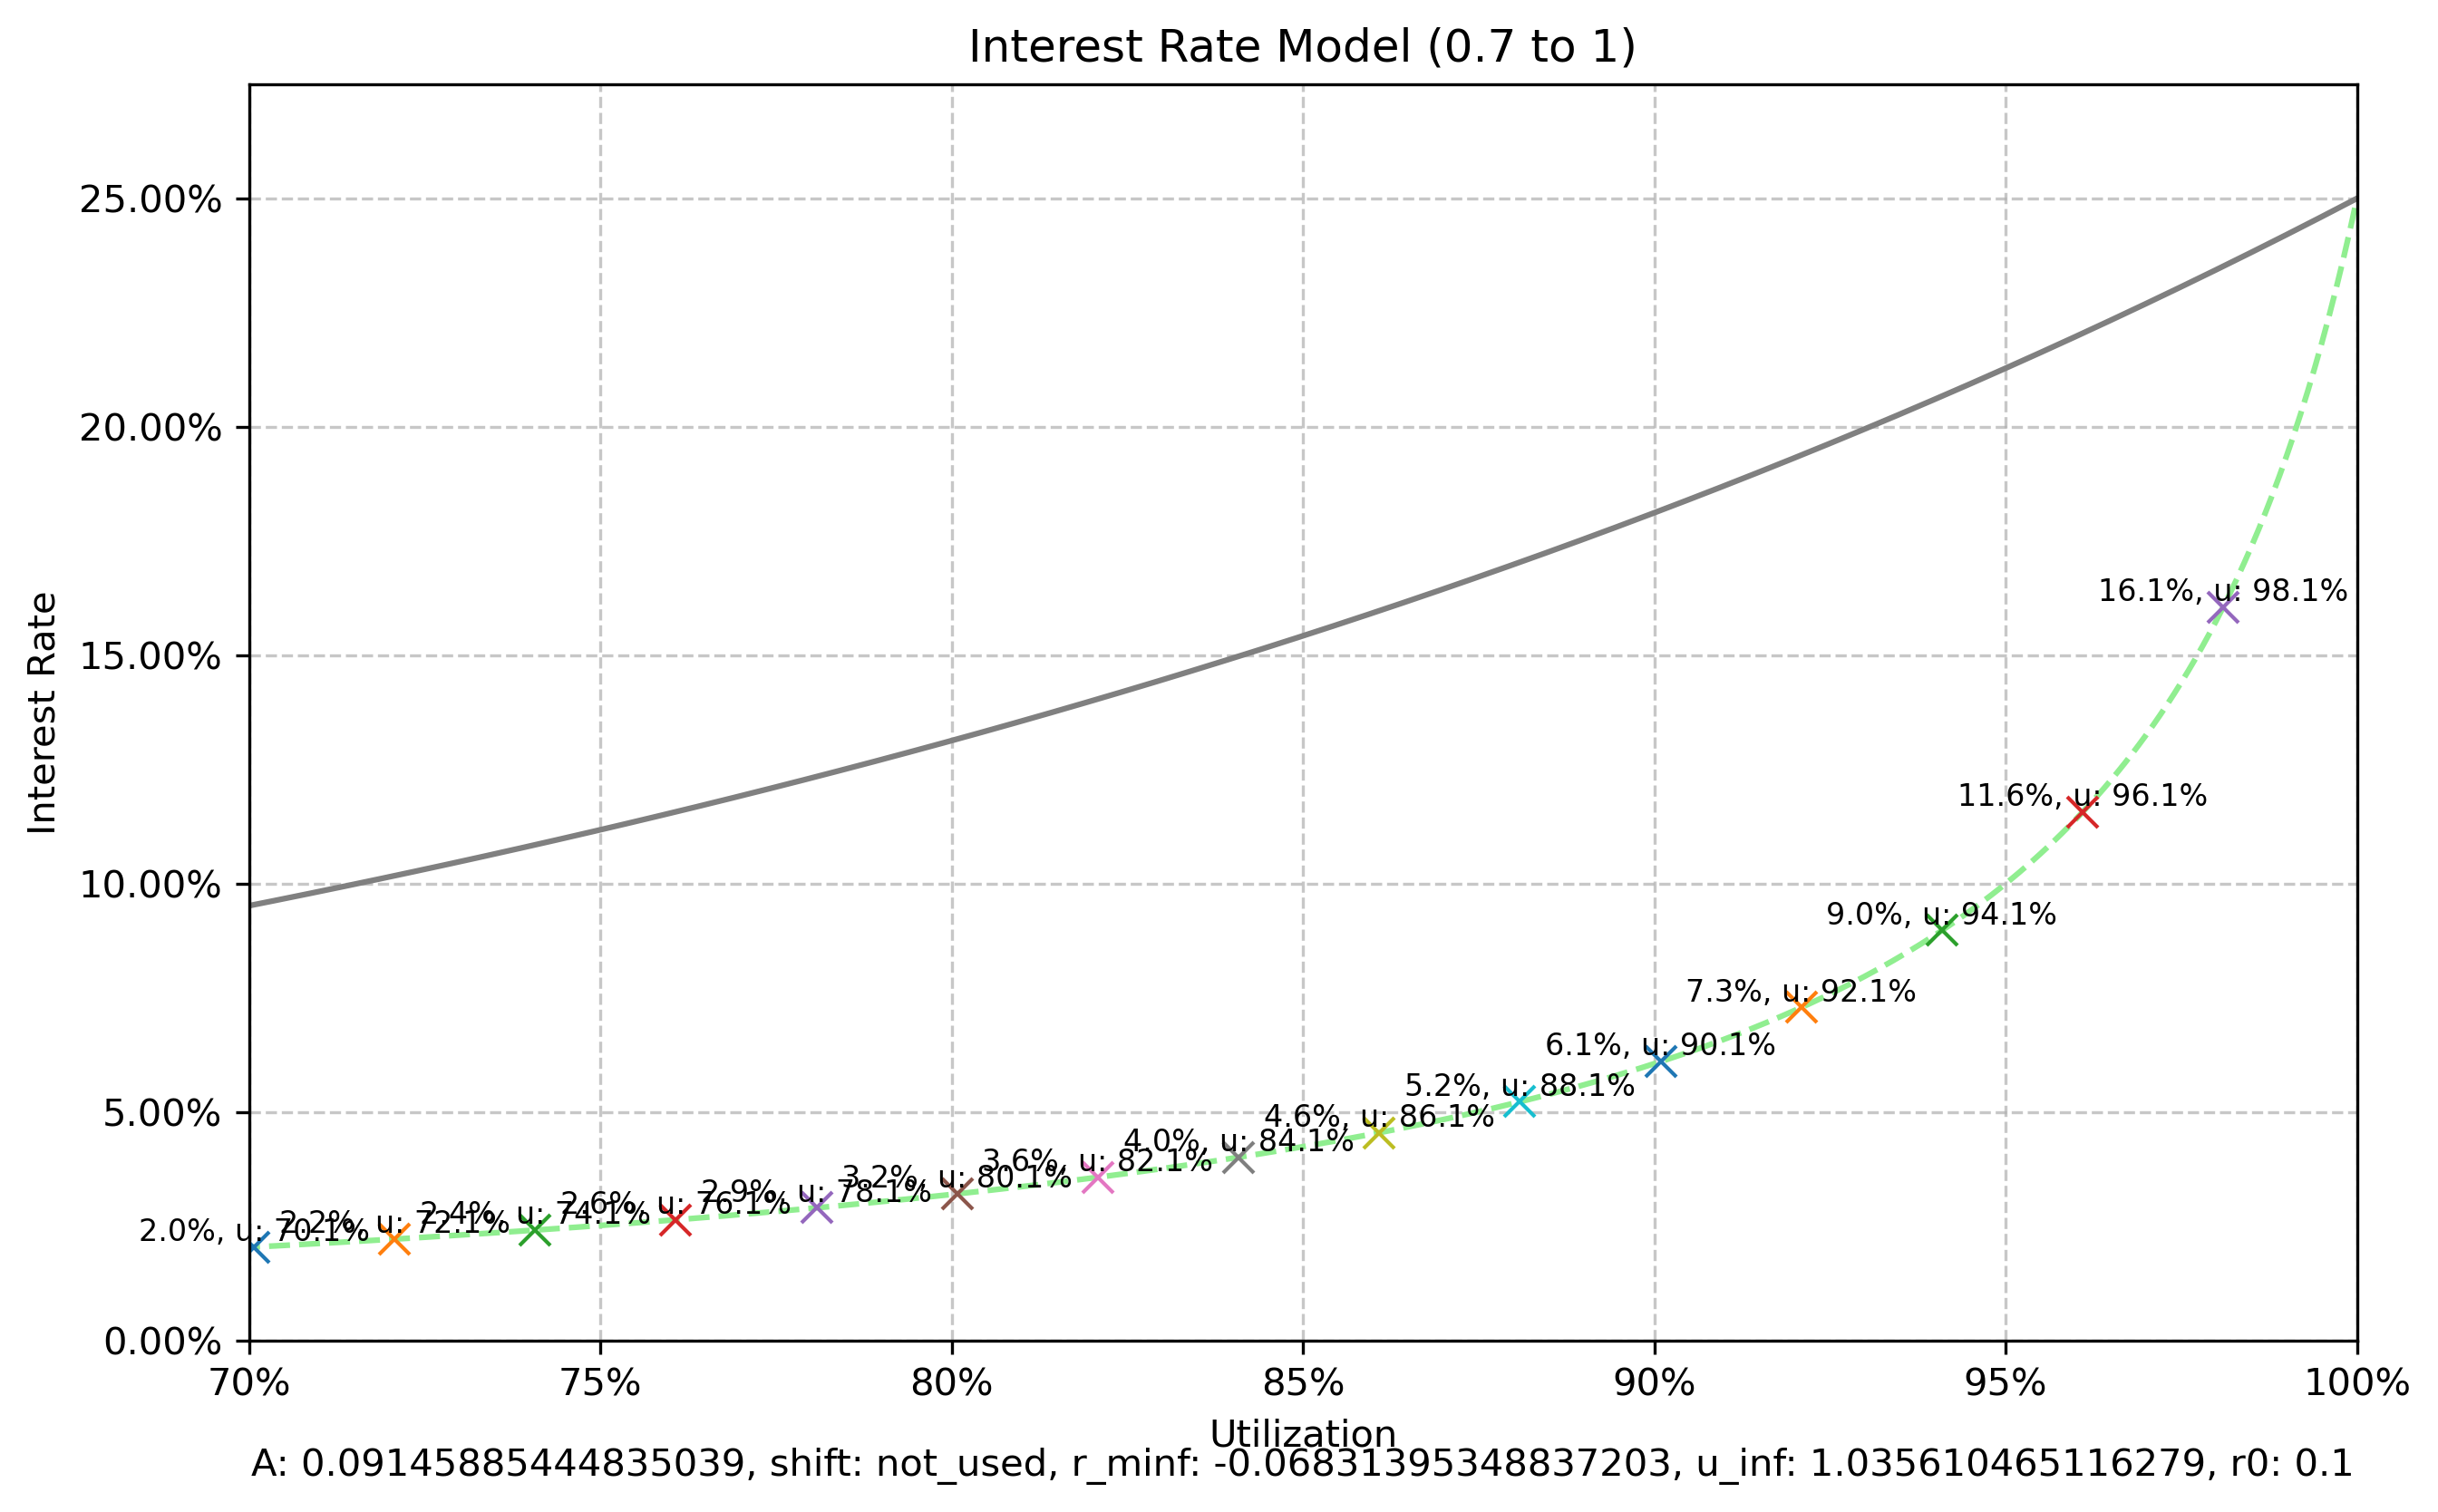 Interest Rate Model (0.7 to 1)
25.00%
20.00%
15.00%
10.00%
5.00%
0.00%
Interest Rate
16.1%, u: 98.1%
11.6%, u: 96.1%
9.0%, u: 94.1%
7.3%, u: 92.1%
6.1%, u: 90.1%
5.2%, u: 88.1%
4.6%, u: 86.1%
4.0%, u: 84.1%
3.6%, u: 82.1%
3.2%, u: 80.1%
2.9%, u: 78.1%
2.6%, u: 76.1%
2.4%, u: 74.1%
2.2%, u: 72.1%
2.0%, u: 70.1%
70% 75% 80% 85% 90% 95% 100%
Utilization
A: 0.09145885444835039, shift: not_used, r_minf: -0.06831395348837203, u_inf: 1.035610465116279, r0: 0.1